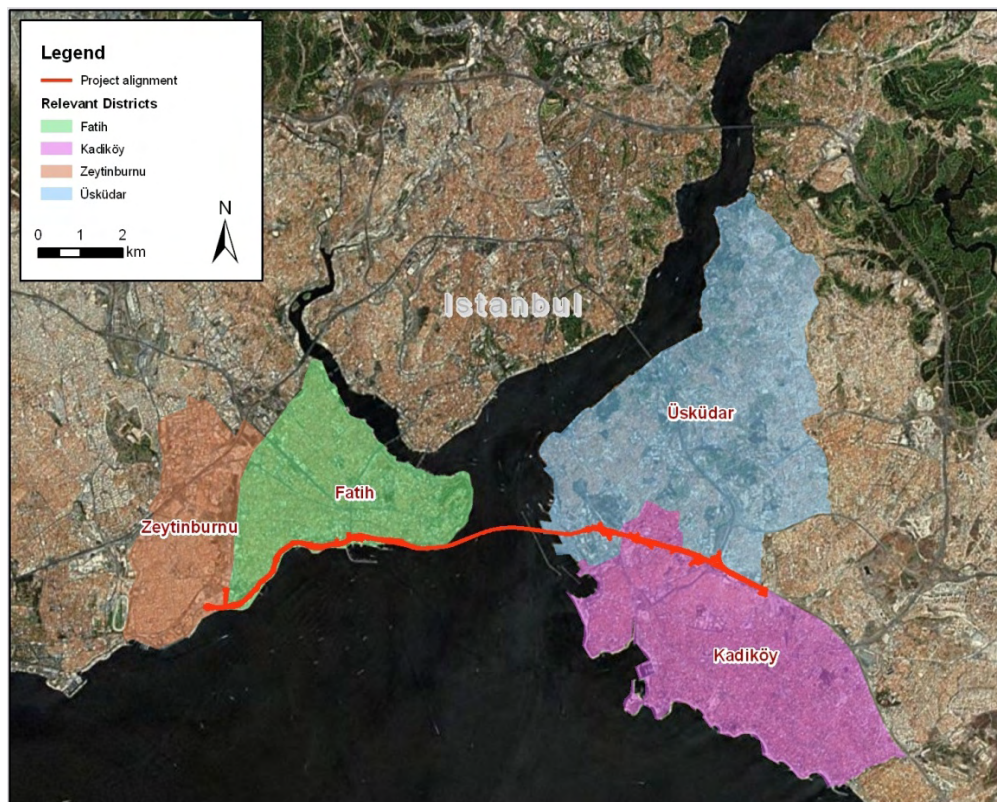 Legend
Project alignment
Relevant Districts
Fatih
Kadiköy
Zeytinburnu
Üsküdar
N
0 1 2
km
Istanbul
Üsküdar
Fatih
Zeytinburnu
Kadiköy